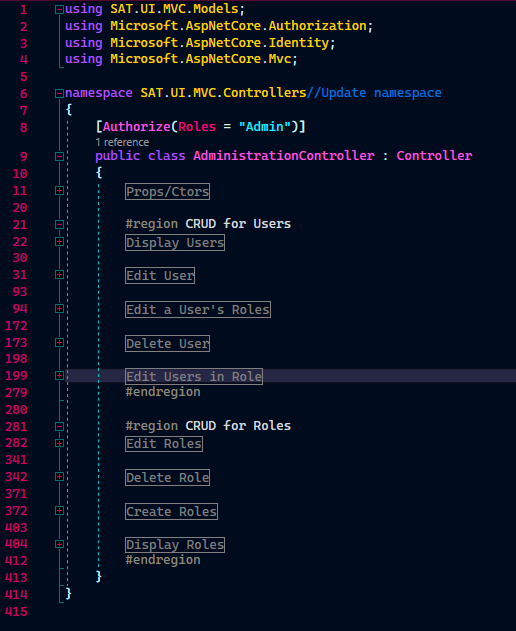 1 using SAT.UI.MVC.Models;
2 using Microsoft.AspNetCore.Authorization;
3 using Microsoft.AspNetCore.Identity;
4 using Microsoft.AspNetCore.Mvc;
5
6 namespace SAT.UI.MVC.Controllers//Update namespace
7 {
8 [Authorize(Roles = "Admin")]
1 reference
9 public class AdministrationController : Controller
10 {
11 Props/Ctors
20
21 #region CRUD for Users
22 Display Users
30
31 Edit User
93
94 Edit a User's Roles
172
173 Delete User
198
199 Edit Users in Role
279 #endregion
280
281 #region CRUD for Roles
282 Edit Roles
341
342 Delete Role
371
372 Create Roles
403
404 Display Roles
412 #endregion
413 }
414 }
415